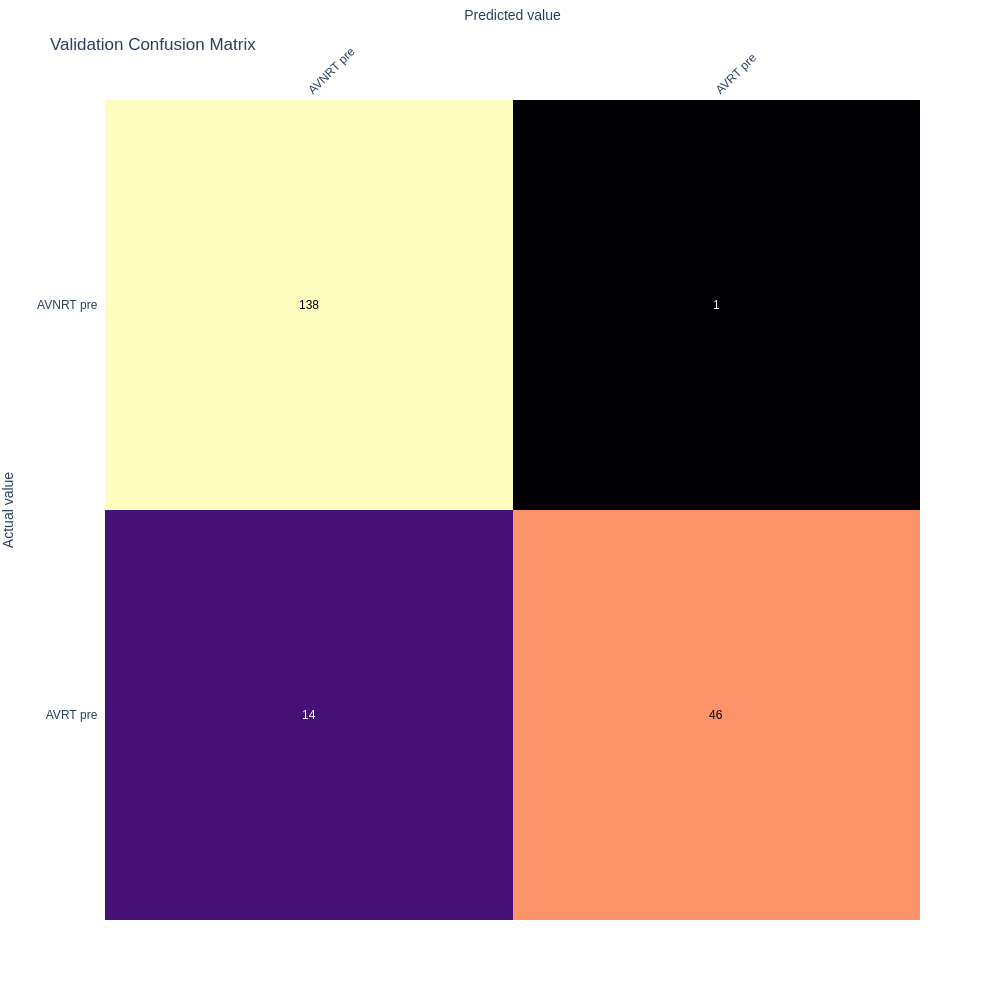 Predicted value
Validation Confusion Matrix
AVNRT pre
AVRT pre
AVNRT pre
138
1
Actual value
AVRT pre
14
46